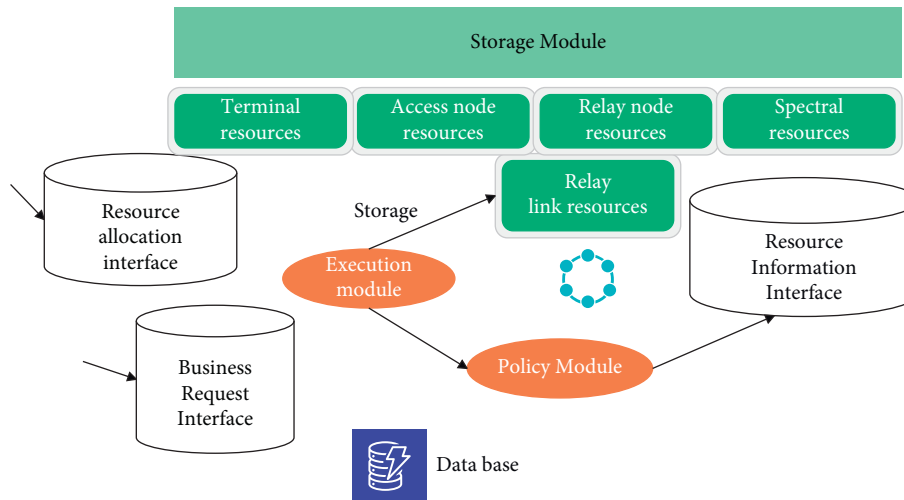 Storage Module
Terminal
resources
Access node
resources
Relay node
resources
Spectral
resources
Relay
link resources
Resource
allocation
interface
Storage
Execution
module
Resource
Information
Interface
Business
Request
Interface
Policy Module
Data base